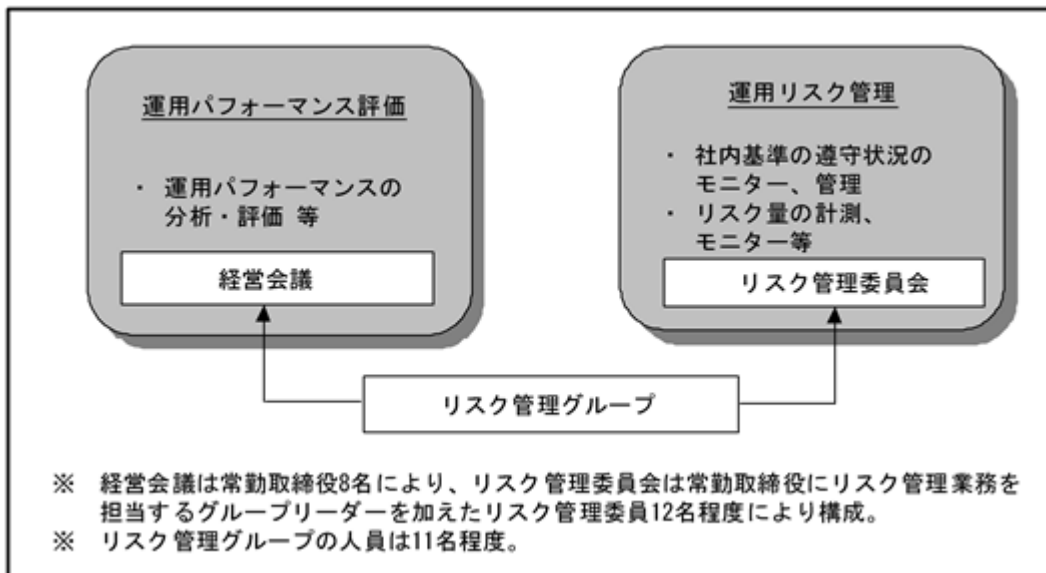 運用パフォーマンス評価
・ 運用パフォーマンスの
分析・評価 等
経営会議
運用リスク管理
・ 社内基準の遵守状況の
モニター、管理
・ リスク量の計測、
モニター等
リスク管理委員会
リスク管理グループ
※ 経営会議は常勤取締役8名により、リスク管理委員会は常勤取締役にリスク管理業務を
担当するグループリーダーを加えたリスク管理委員12名程度により構成。
※ リスク管理グループの人員は11名程度。